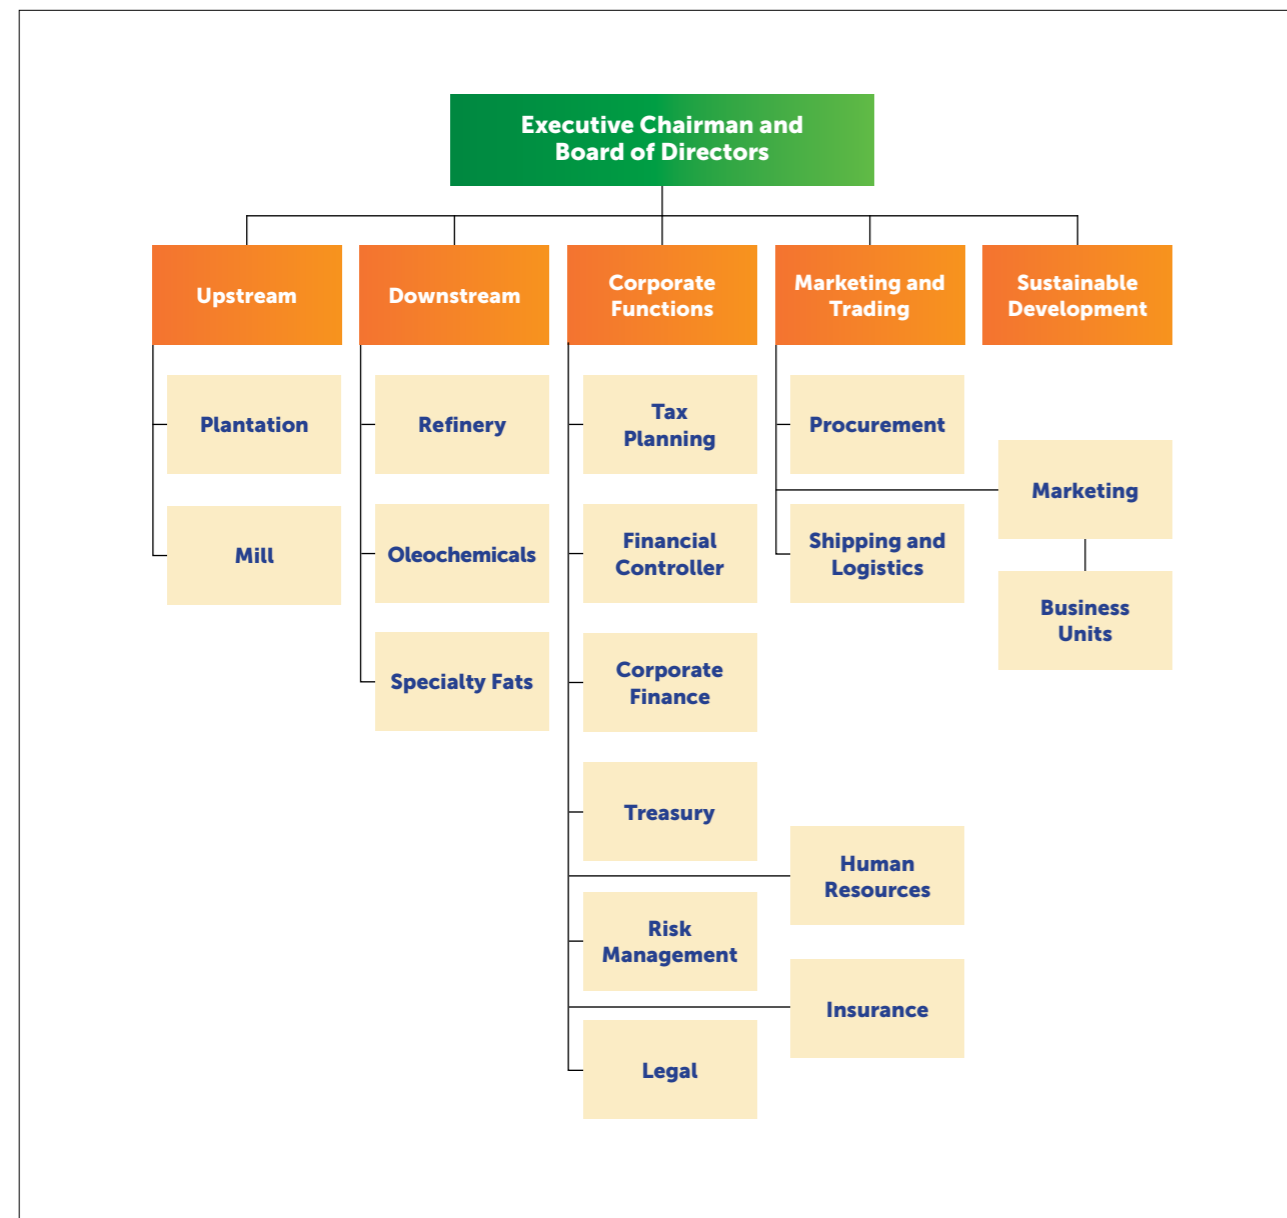 Executive Chairman and
Board of Directors
Upstream
Downstream
Corporate
Functions
Marketing and
Trading
Sustainable
Development
Plantation
Mill
Refinery
Oleochemicals
Specialty Fats
Tax
Planning
Financial
Controller
Corporate
Finance
Treasury
Risk
Management
Legal
Human
Resources
Insurance
Procurement
Shipping and
Logistics
Marketing
Business
Units